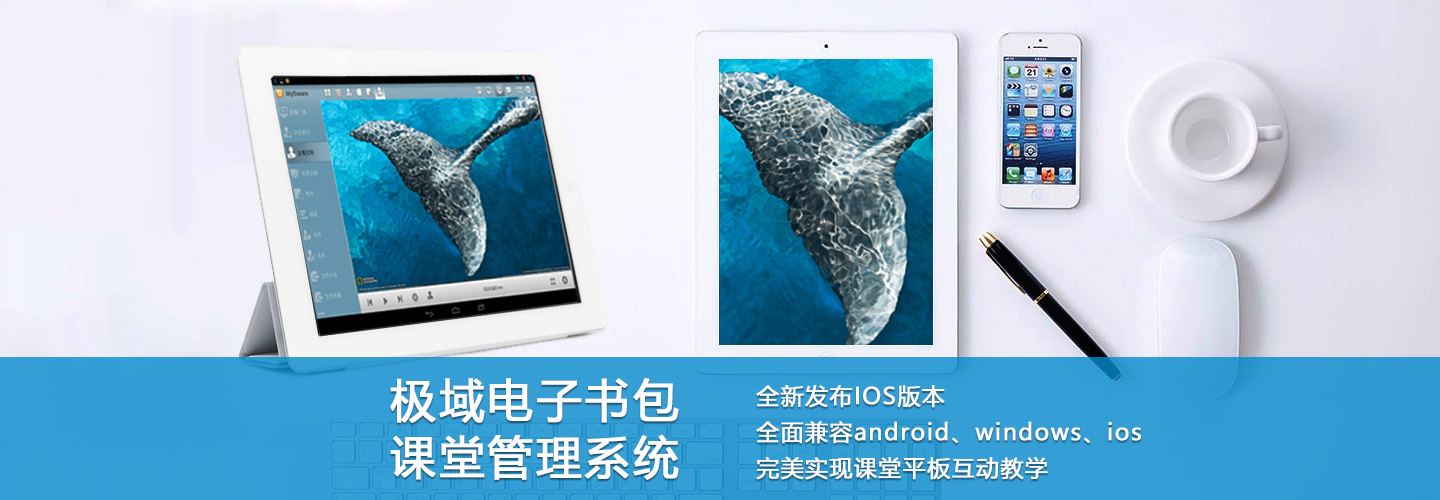 Mythware
21
极域电子书包
课堂管理系统
全新发布IOS版本
全面兼容android、windows、ios
完美实现课堂平板互动教学